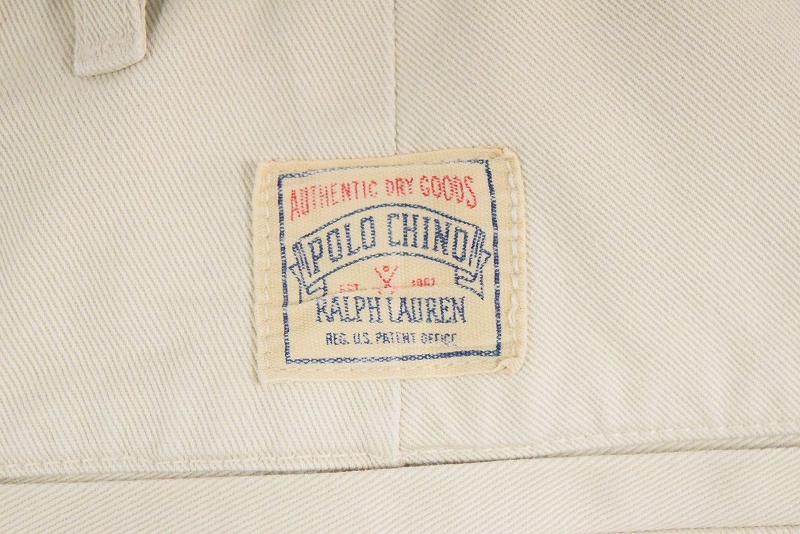 AUTHENTIC DRY GOODS
POLO CHINO
EST. 1967
RALPH LAUREN
REG. U.S. PATENT OFFICE